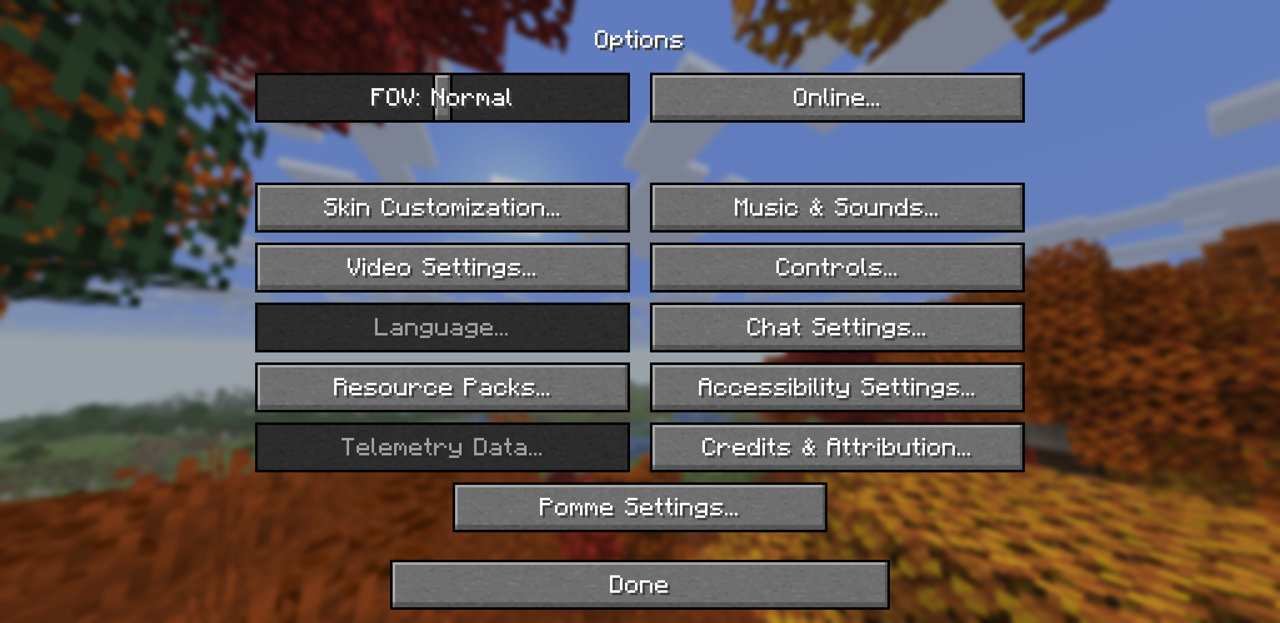 Options
FOV: Normal
Online...
Skin Customization...
Music & Sounds...
Video Settings...
Controls...
Language...
Chat Settings...
Resource Packs...
Accessibility Settings...
Telemetry Data...
Credits & Attribution...
Pomme Settings...
Done